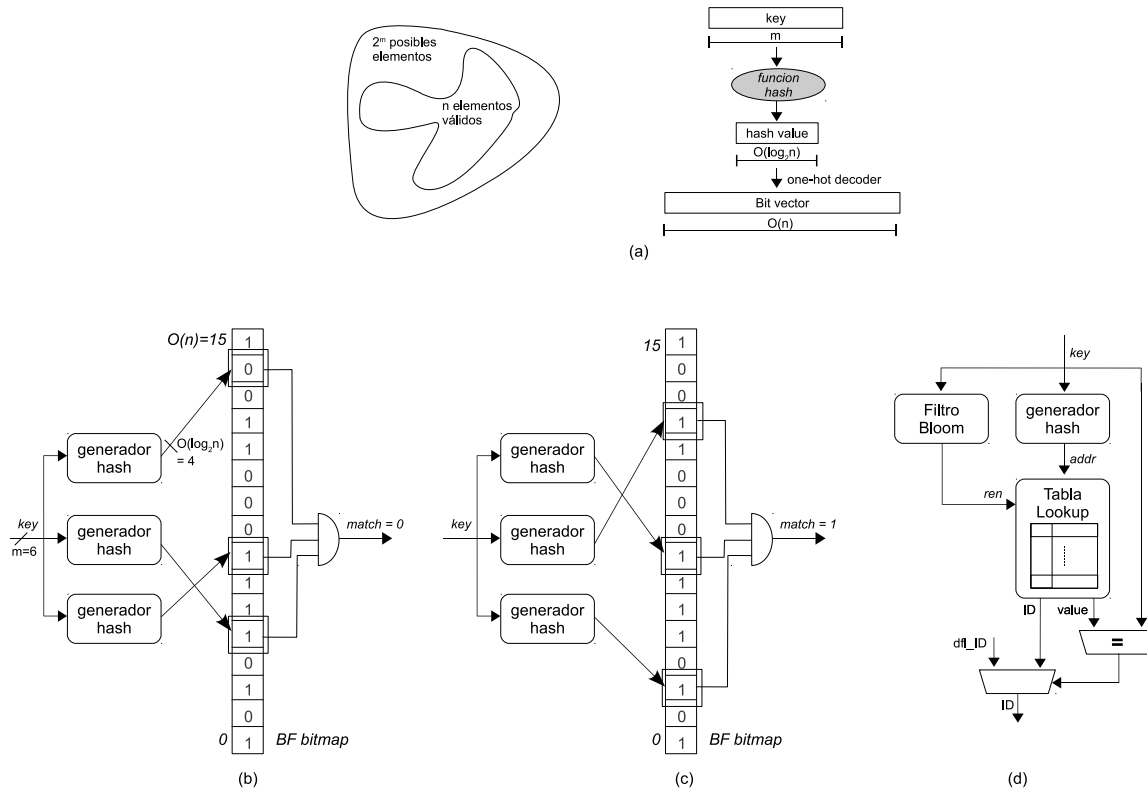 2m posibles
elementos
n elementos
válidos
key
m
funcion
hash
hash value
O(log2n)
one-hot decoder
Bit vector
O(n)
(a)
O(n)=15
1
0
0
1
1
0
0
0
1
1
1
1
0
1
0
1
0
BF bitmap
generador
hash
O(log2n)
= 4
key
m=6
generador
hash
generador
hash
match = 0
(b)
15
1
0
0
1
1
0
0
0
1
1
1
1
0
1
0
1
0
BF bitmap
generador
hash
key
generador
hash
generador
hash
match = 1
(c)
key
Filtro
Bloom
generador
hash
addr
ren
Tabla
Lookup
ID
value
dfl_ID
=
ID
(d)